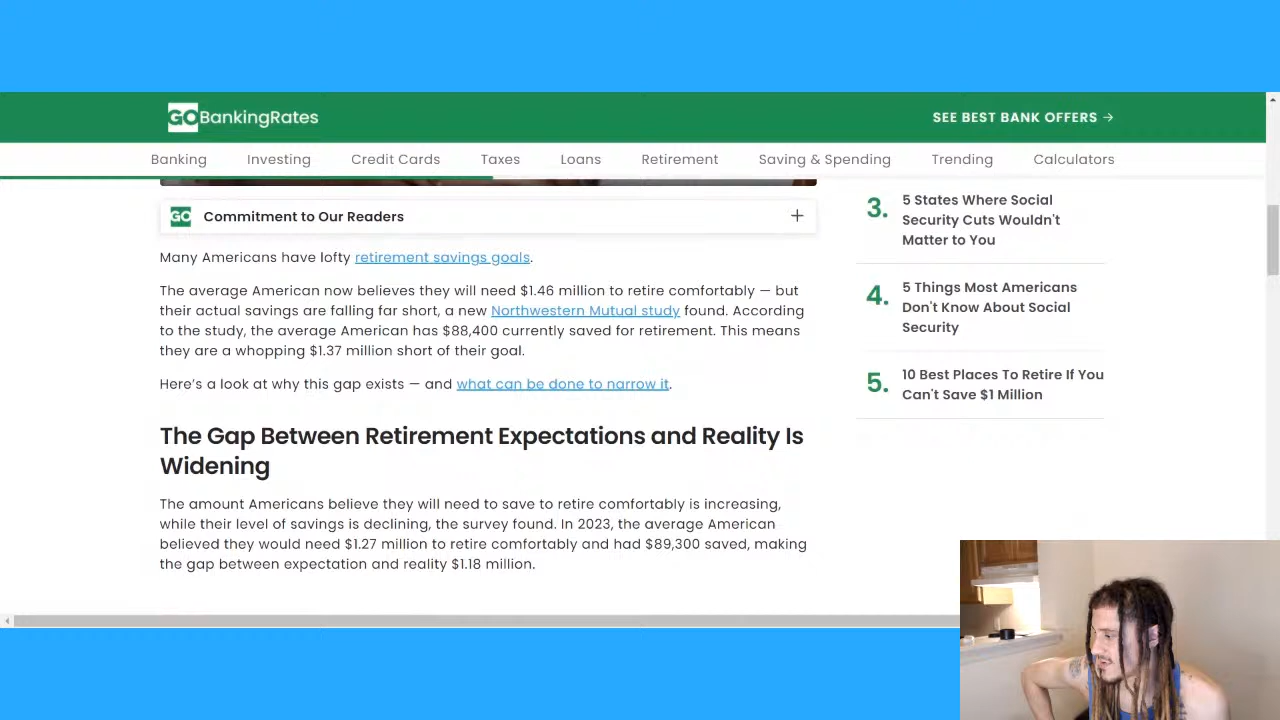 GOBankingRates
SEE BEST BANK OFFERS →
Banking Investing Credit Cards Taxes Loans Retirement Saving & Spending Trending Calculators
GO Commitment to Our Readers +
Many Americans have lofty retirement savings goals.
The average American now believes they will need $1.46 million to retire comfortably — but
their actual savings are falling far short, a new Northwestern Mutual study found. According
to the study, the average American has $88,400 currently saved for retirement. This means
they are a whopping $1.37 million short of their goal.
Here's a look at why this gap exists — and what can be done to narrow it.
The Gap Between Retirement Expectations and Reality Is
Widening
The amount Americans believe they will need to save to retire comfortably is increasing,
while their level of savings is declining, the survey found. In 2023, the average American
believed they would need $1.27 million to retire comfortably and had $89,300 saved, making
the gap between expectation and reality $1.18 million.
3. 5 States Where Social
Security Cuts Wouldn't
Matter to You
4. 5 Things Most Americans
Don't Know About Social
Security
5. 10 Best Places To Retire If You
Can't Save $1 Million